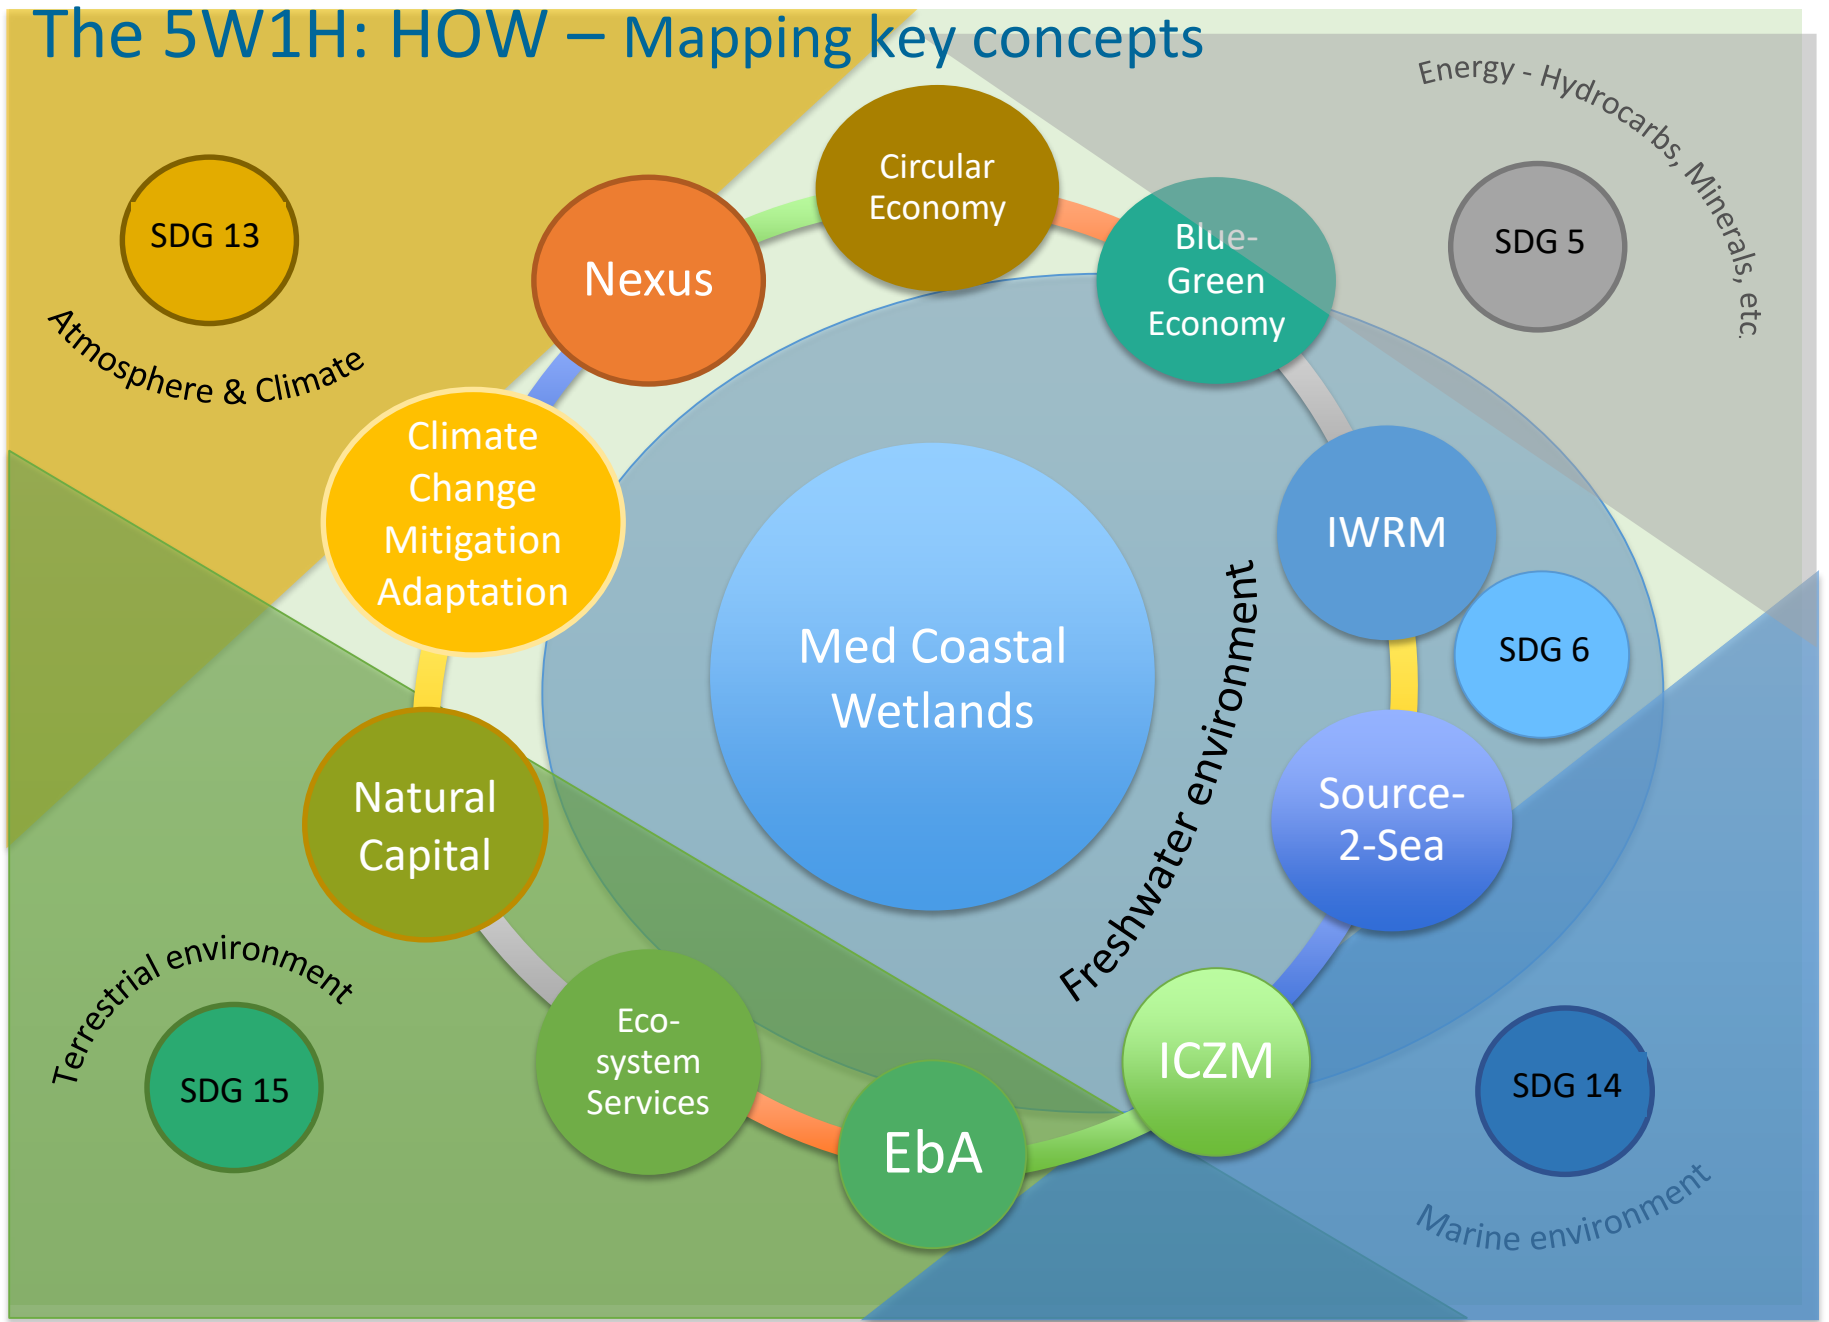 The 5W1H: HOW – Mapping key concepts
Energy - Hydrocarbs, Minerals, etc.
SDG 5
SDG 13
Atmosphere & Climate
Circular
Economy
Nexus
Blue-
Green
Economy
Climate
Change
Mitigation
Adaptation
IWRM
SDG 6
Med Coastal
Wetlands
Freshwater environment
Source-
2-Sea
Natural
Capital
Terrestrial environment
SDG 15
Eco-
system
Services
EbA
ICZM
SDG 14
Marine environment